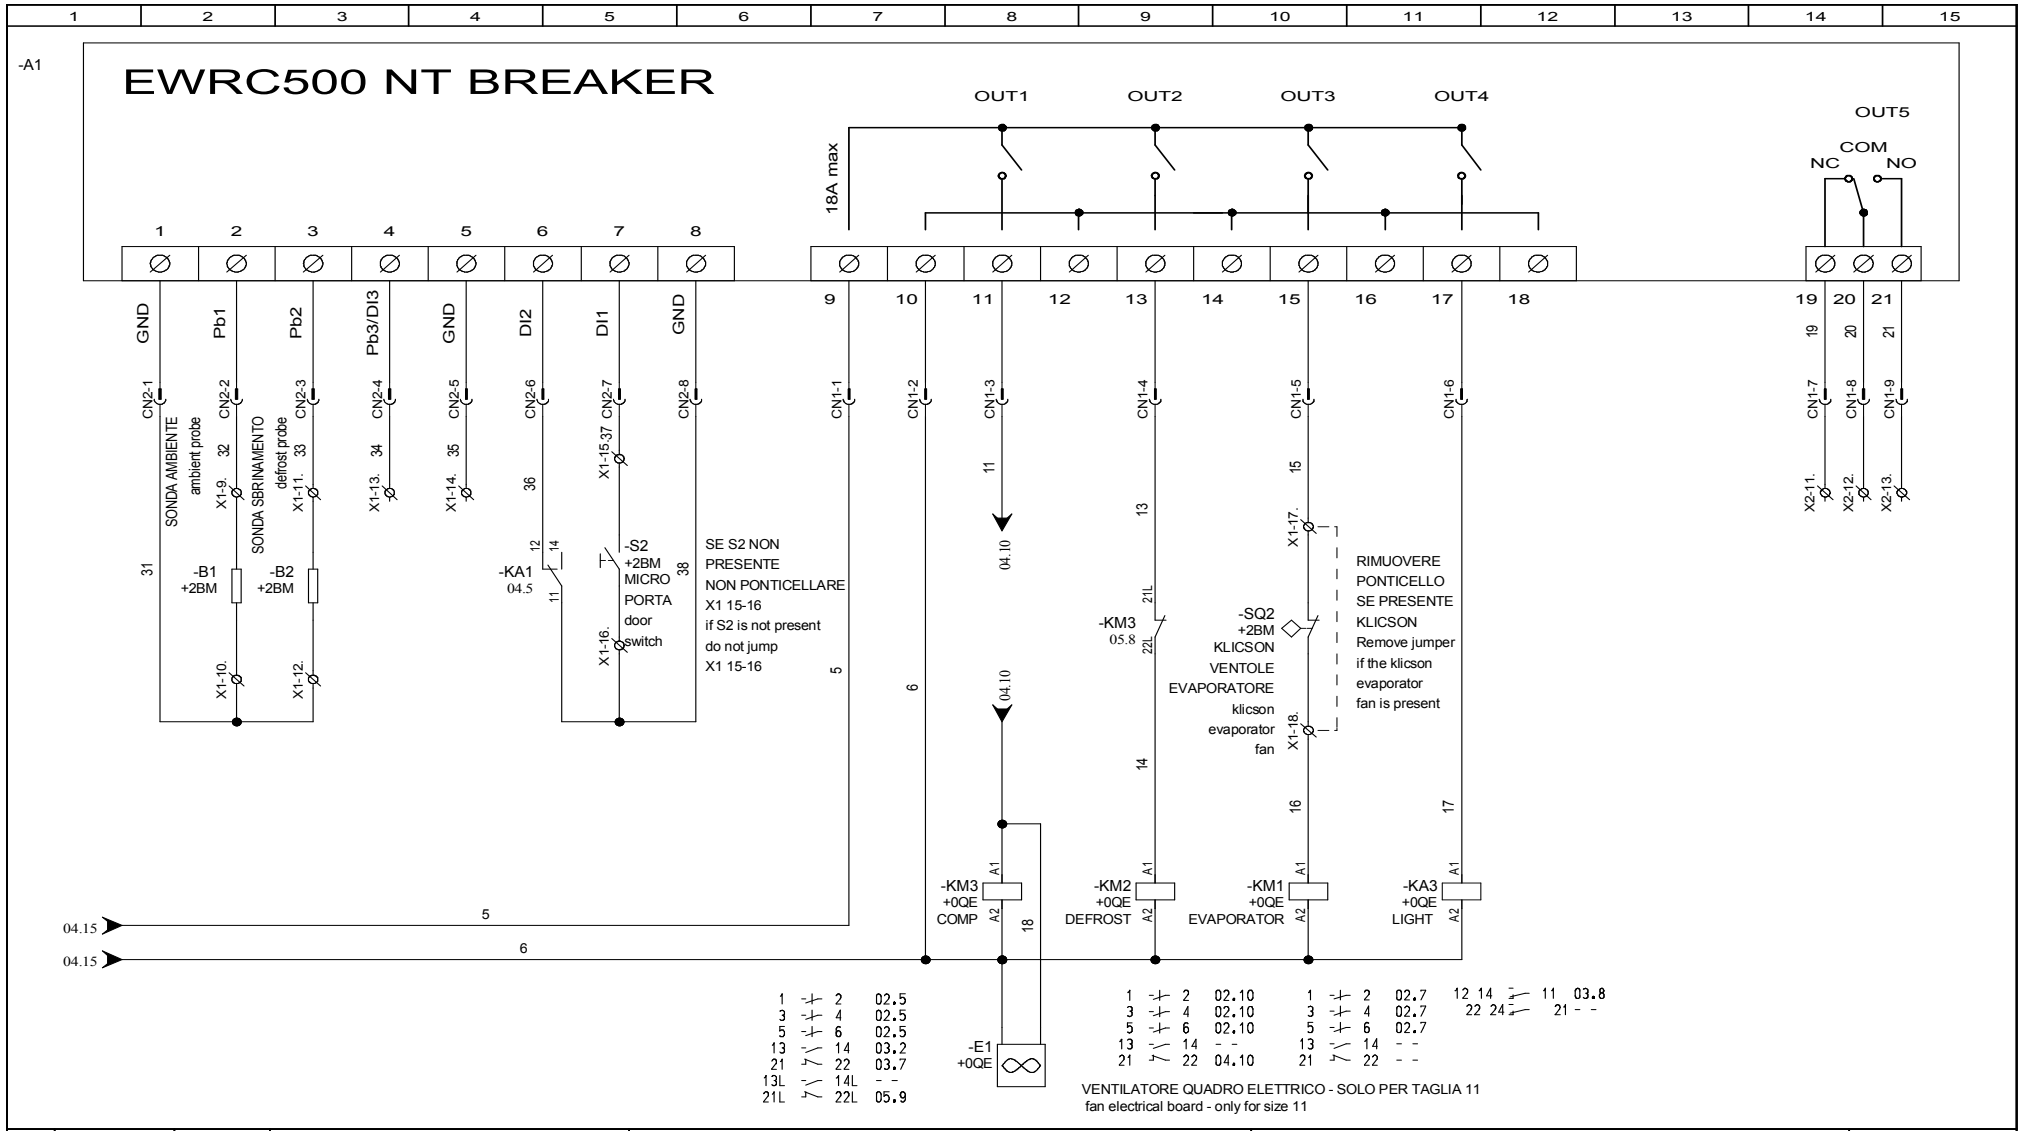 1 2 3 4 5 6 7 8 9 10 11 12 13 14 15
-A1
EWRC500 NT BREAKER
OUT1 OUT2 OUT3 OUT4
OUT5
COM
NC NO
18A max
1 2 3 4 5 6 7 8
9 10 11 12 13 14 15 16 17 18
19 20 21
GND Pb1 Pb2 Pb3/DI3 GND DI2 DI1 GND
19 20 21
CN2-1 CN2-2 CN2-3 CN2-4 CN2-5 CN2-6 CN2-7 CN2-8
CN1-1 CN1-2 CN1-3 CN1-4 CN1-5 CN1-6
CN1-7 CN1-8 CN1-9
SONDA AMBIENTE
ambient probe
SONDA SBRINAMENTO
defrost probe
31 32 33 34 35 36 37 38
X1-9. X1-11. X1-13. X1-14. X1-15.
X2-11. X2-12. X2-13.
-B1
+2BM
-B2
+2BM
X1-10. X1-12.
-KA1
04.5
12 14
11
-S2
+2BM
MICRO
PORTA
door
switch
X1-16.
SE S2 NON
PRESENTE
NON PONTICELLARE
X1 15-16
if S2 is not present
do not jump
X1 15-16
5
6
11
04.10
04.10
13
21L
-KM3
05.8
22L
14
15
X1-17.
-SQ2
+2BM
KLICSON
VENTOLE
EVAPORATORE
klicson
evaporator
fan
X1-18.
16
RIMUOVERE
PONTICELLO
SE PRESENTE
KLICSON
Remove jumper
if the klicson
evaporator
fan is present
17
A1 A1 A1 A1
-KM3
+0QE
COMP
-KM2
+0QE
DEFROST
-KM1
+0QE
EVAPORATOR
-KA3
+0QE
LIGHT
A2 A2 A2 A2
18
04.15 5
04.15 6
1 2 02.5
3 4 02.5
5 6 02.5
13 14 03.2
21 22 03.7
13L 14L - -
21L 22L 05.9
-E1
+0QE
1 2 02.10
3 4 02.10
5 6 02.10
13 14 - -
21 22 04.10
1 2 02.7
3 4 02.7
5 6 02.7
13 14 - -
21 22 - -
12 14 11 03.8
22 24 21 - -
VENTILATORE QUADRO ELETTRICO - SOLO PER TAGLIA 11
fan electrical board - only for size 11